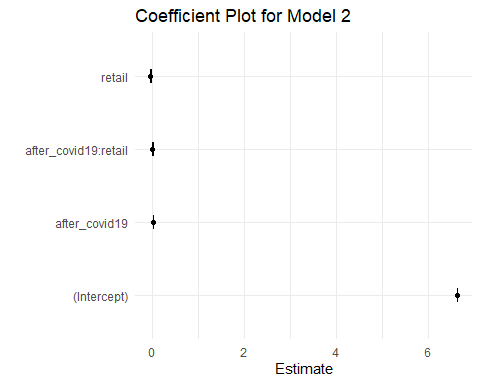 Coefficient Plot for Model 2
retail
after_covid19:retail
after_covid19
(Intercept)
0 2 4 6
Estimate